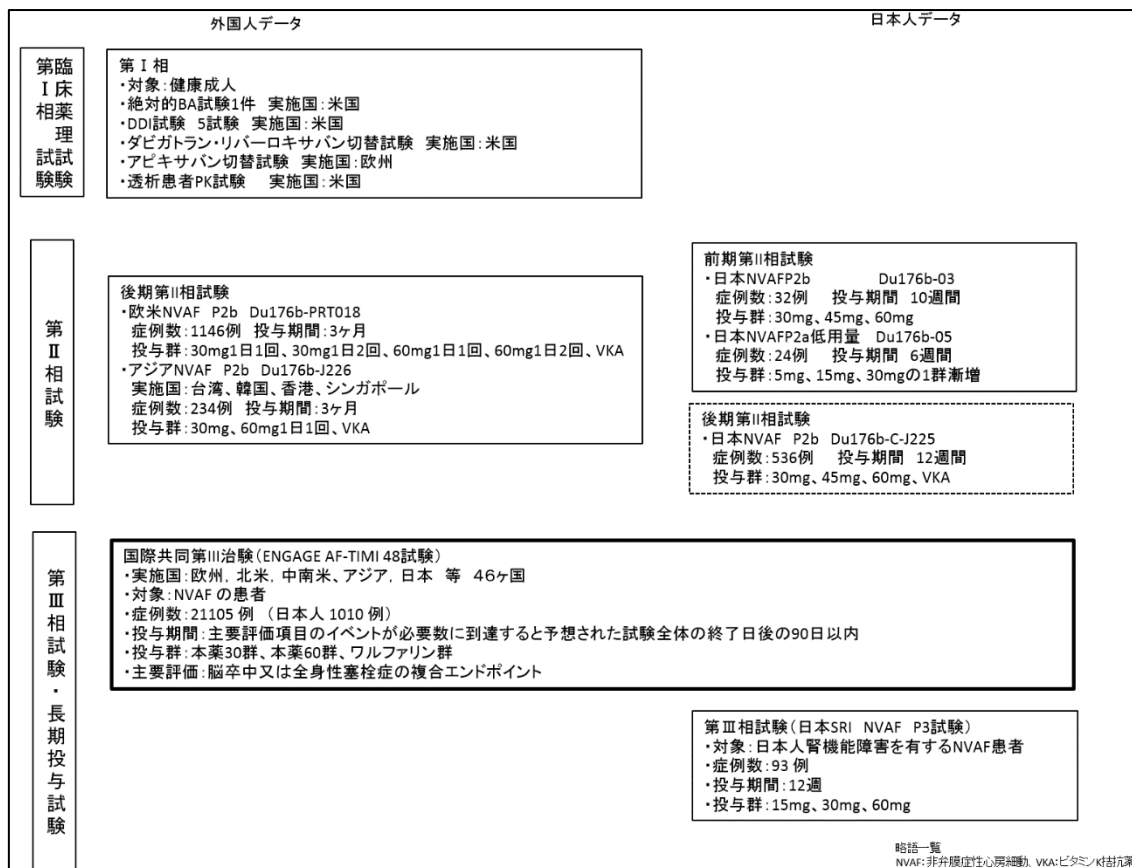 外国人データ
日本人データ
臨床薬理試験
第Ⅰ相試験
第Ⅰ相
・対象：健康成人
・絶対的BA試験1件　実施国：米国
・DDI試験　5試験　実施国：米国
・ダビガトラン・リバーロキサバン切替試験　実施国：米国
・アピキサバン切替試験　実施国：欧州
・透析患者PK試験　　実施国：米国
第Ⅱ相試験
後期第II相試験
・欧米NVAF　P2b　Du176b-PRT018
症例数：1146例　投与期間：3ヶ月
投与群：30mg1日1回、30mg1日2回、60mg1日1回、60mg1日2回、VKA
・アジアNVAF　P2b　Du176b-J226
実施国：台湾、韓国、香港、シンガポール
症例数：234例　投与期間：3ヶ月
投与群：30mg、60mg1日1回、VKA
前期第II相試験
・日本NVAFP2b　　　Du176b-03
症例数：32例　　投与期間　10週間
投与群：30mg、45mg、60mg
・日本NVAFP2a低用量　Du176b-05
症例数：24例　　投与期間　6週間
投与群：5mg、15mg、30mgの1群漸増
後期第II相試験
・日本NVAF　P2b　Du176b-C-J225
症例数：536例　　投与期間　12週間
投与群：30mg、45mg、60mg、VKA
第Ⅲ相試験・長期投与試験
国際共同第III治験（ENGAGE AF-TIMI 48試験）
・実施国：欧州，北米，中南米、アジア，日本　等　４６ヶ国
・対象：NVAF の患者
・症例数：21105 例　（日本人 1010 例）
・投与期間：主要評価項目のイベントが必要数に到達すると予想された試験全体の終了日後の90日以内
・投与群：本薬30群、本薬60群、ワルファリン群
・主要評価：脳卒中又は全身性塞栓症の複合エンドポイント
第Ⅲ相試験（日本SRI　NVAF　P3試験）
・対象：日本人腎機能障害を有するNVAF患者
・症例数：93 例
・投与期間：12週
・投与群：15mg、30mg、60mg
略語一覧
NVAF：非弁膜症性心房細動，VKA：ビタミンK拮抗薬